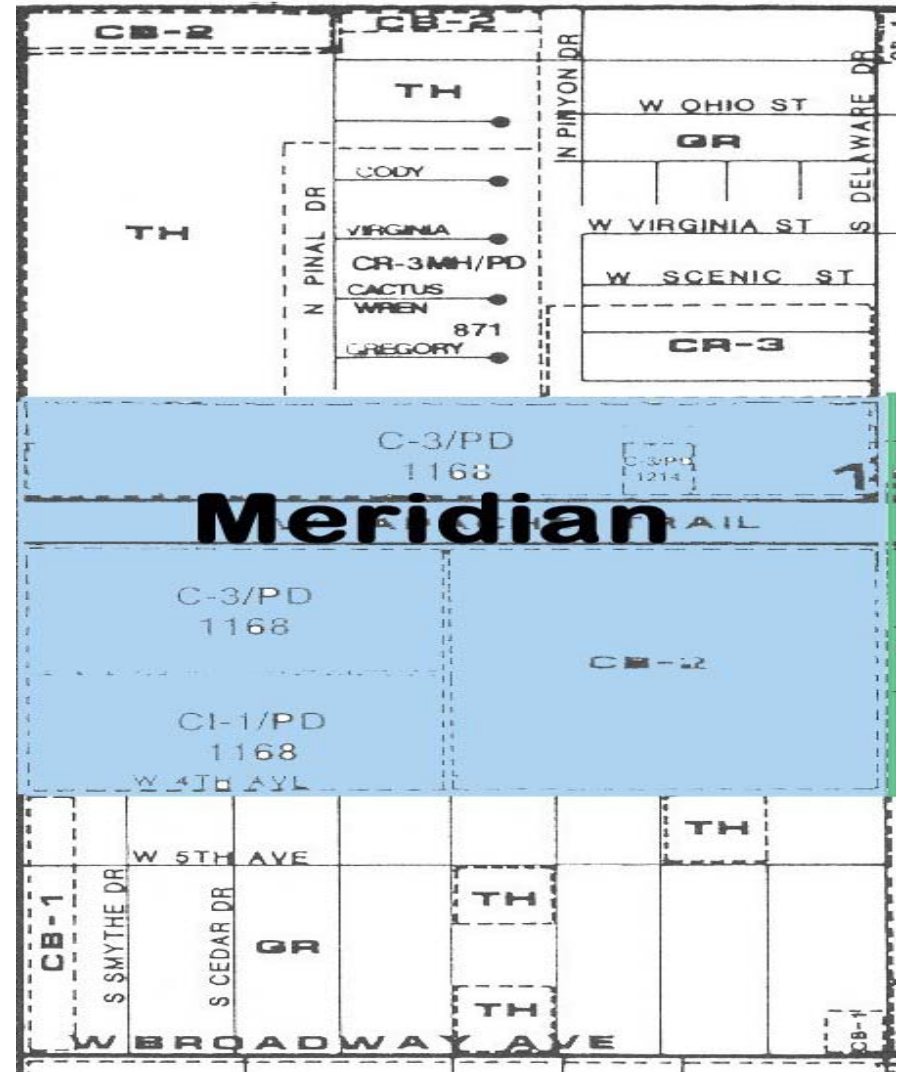 CB-2
CB-2
TH
N PINYON DR
W OHIO ST
GR
S DELAWARE DR
CODY
N PINAL DR
TH
VIRGINIA
W VIRGINIA ST
CR-3MH/PD
CACTUS
WREN
W SCENIC ST
871
GREGORY
CR-3
C-3/PD
1168
C-3/PD
1214
Meridian
TRAIL
C-3/PD
1168
CB-2
CI-1/PD
1168
W 4TH AVE
TH
W 5TH AVE
CB-1
S SMYTHE DR
S CEDAR DR
GR
TH
TH
CB-1
W BROADWAY AVE